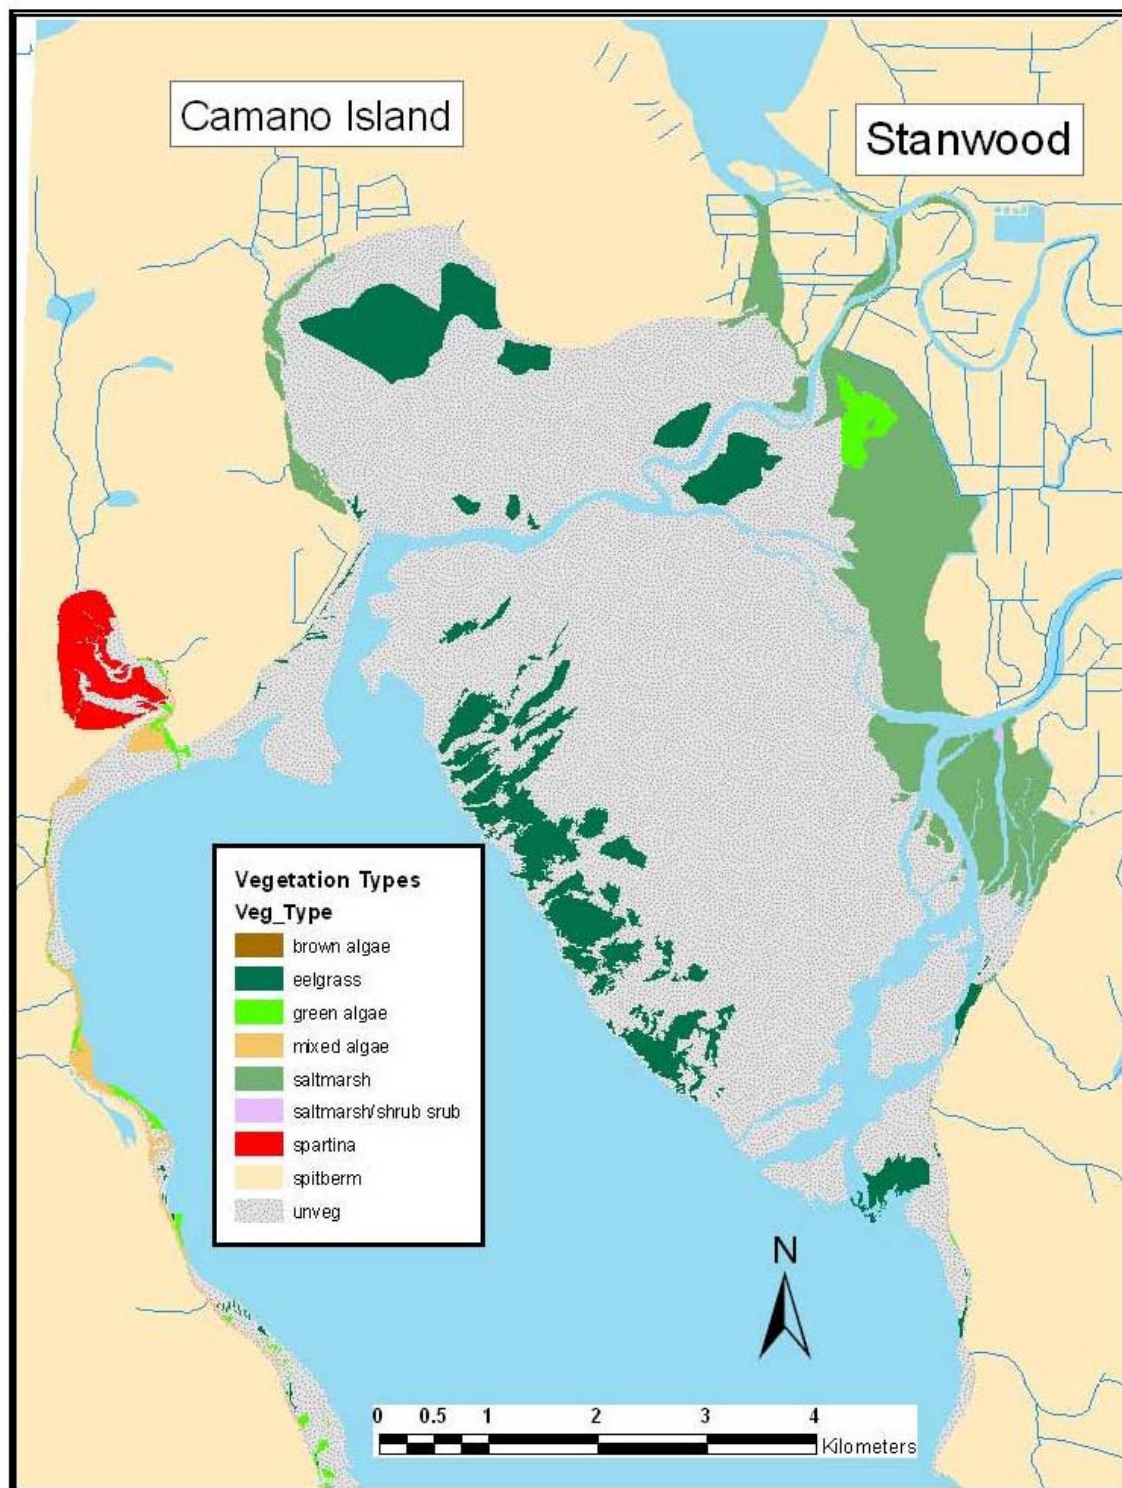 Camano Island
Stanwood
Vegetation Types
Veg_Type
brown algae
eelgrass
green algae
mixed algae
saltmarsh
saltmarsh/shrub srub
spartina
spitberm
unveg
N
0 0.5 1 2 3 4
Kilometers